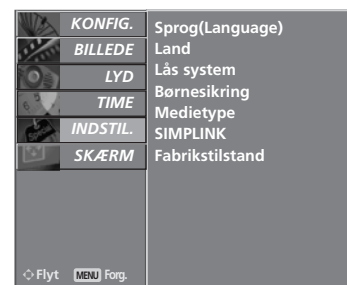 KONFIG.
BILLEDE
LYD
TIME
INDSTIL.
SKÆRM
Sprog(Language)
Land
Lås system
Børnesikring
Medietype
SIMPLINK
Fabrikstilstand
Flyt MENU Forg.